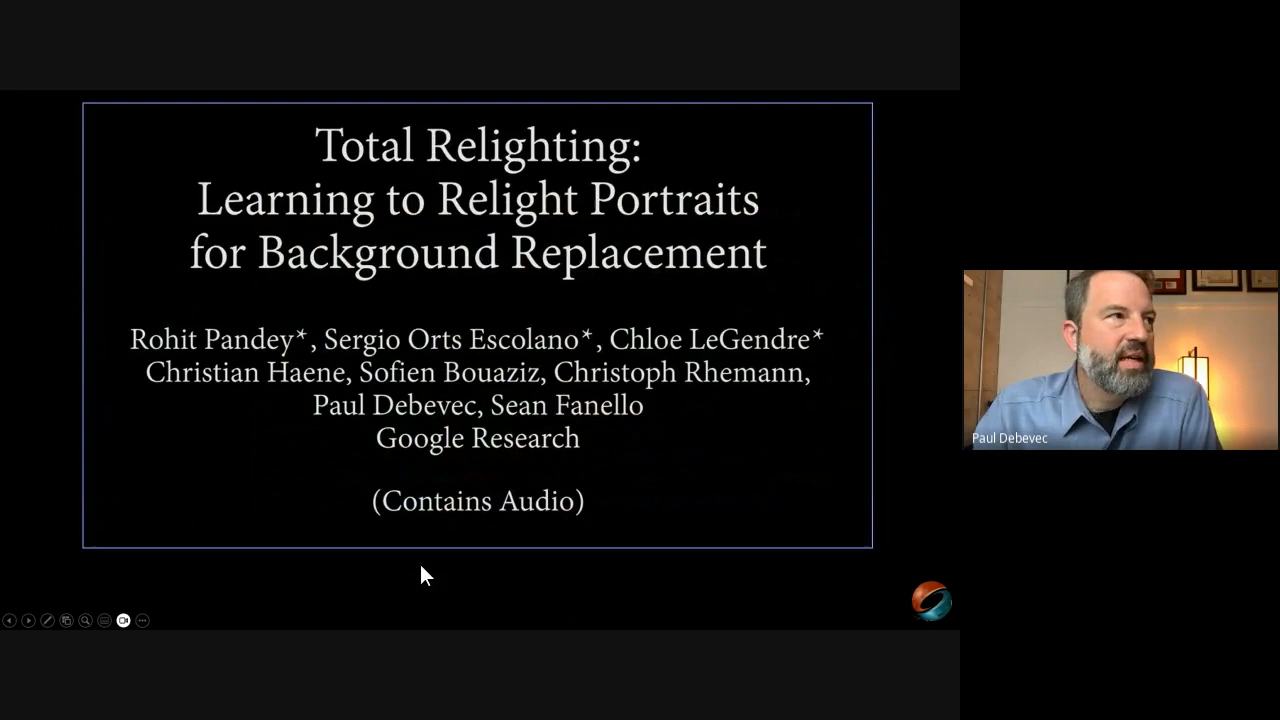 Total Relighting:
Learning to Relight Portraits
for Background Replacement
Rohit Pandey*, Sergio Orts Escolano*, Chloe LeGendre*
Christian Haene, Sofien Bouaziz, Christoph Rhemann,
Paul Debevec, Sean Fanello
Google Research
(Contains Audio)
Paul Debevec